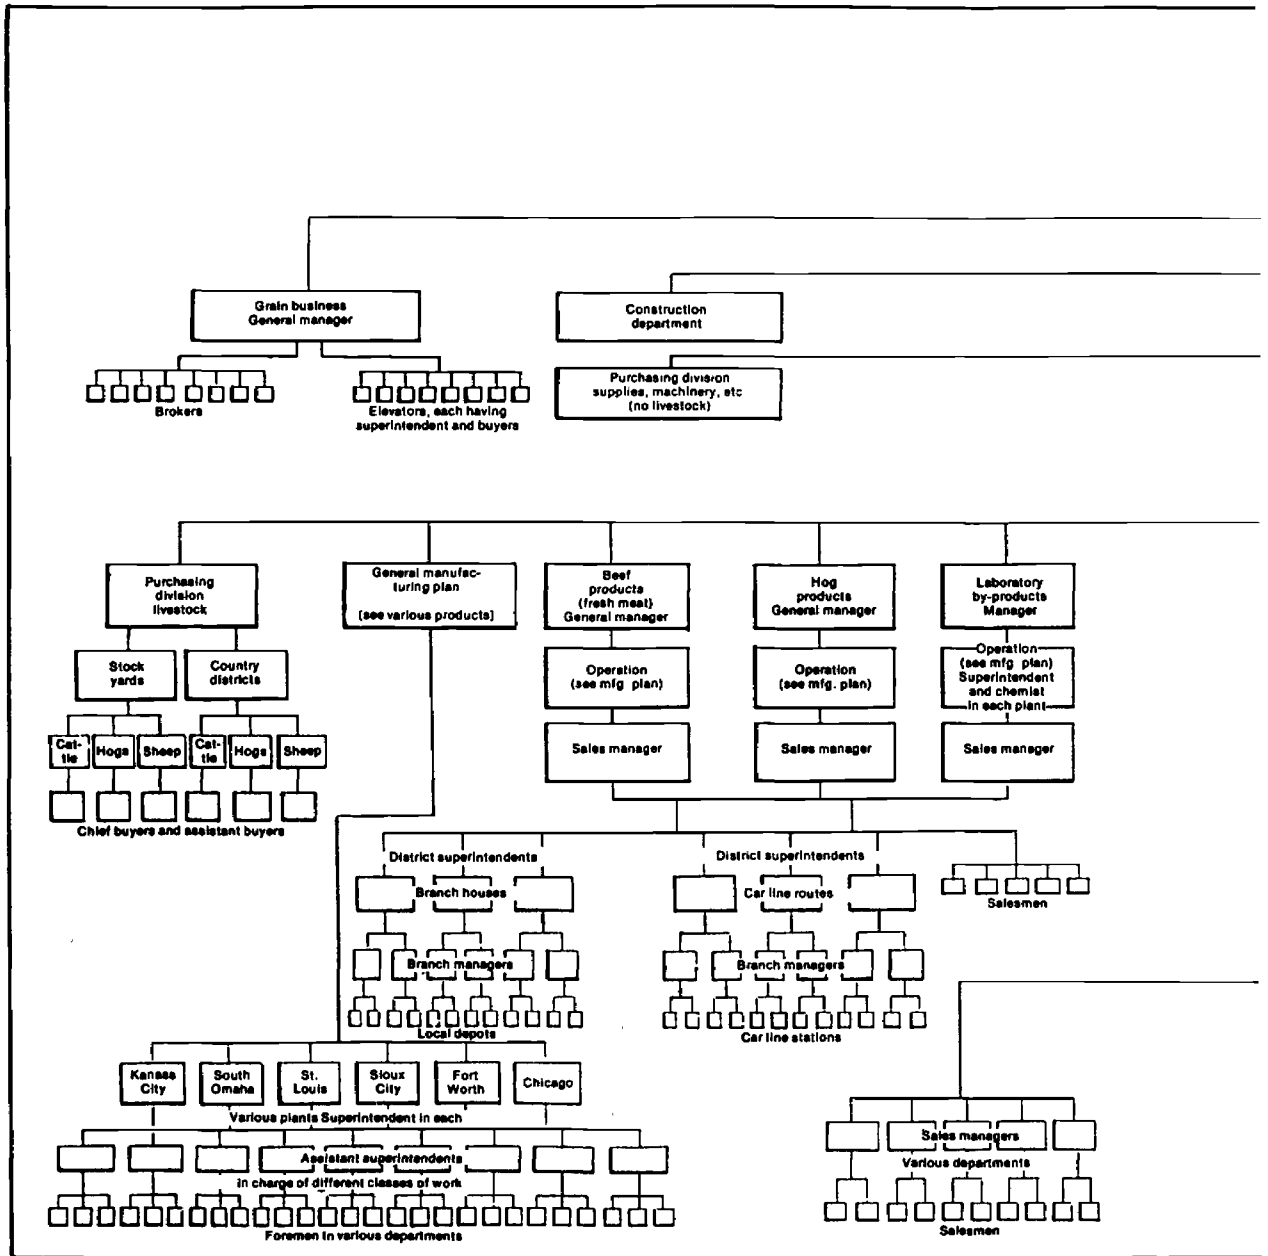 Grain business
General manager
Construction
department
Brokers
Elevators, each having
superintendent and buyers
Purchasing division
supplies, machinery, etc
(no livestock)
Purchasing
division
livestock
General manufac-
turing plan
(see various products)
Beef
products
(fresh meat)
General manager
Hog
products
General manager
Laboratory
by-products
Manager
Stock
yards
Country
districts
Operation
(see mfg plan)
Operation
(see mfg. plan)
Operation
(see mfg plan)
Superintendent
and chemist
in each plant
Cat-
tle
Hogs
Sheep
Cat-
tle
Hogs
Sheep
Sales manager
Sales manager
Sales manager
Chief buyers and assistant buyers
District superintendents
District superintendents
Branch houses
Car line routes
Salesmen
Branch managers
Branch managers
Local depots
Car line stations
Kansas
City
South
Omaha
St.
Louis
Sioux
City
Fort
Worth
Chicago
Various plants Superintendent in each
Assistant superintendents
in charge of different classes of work
Foremen in various departments
Sales managers
Various departments
Salesmen